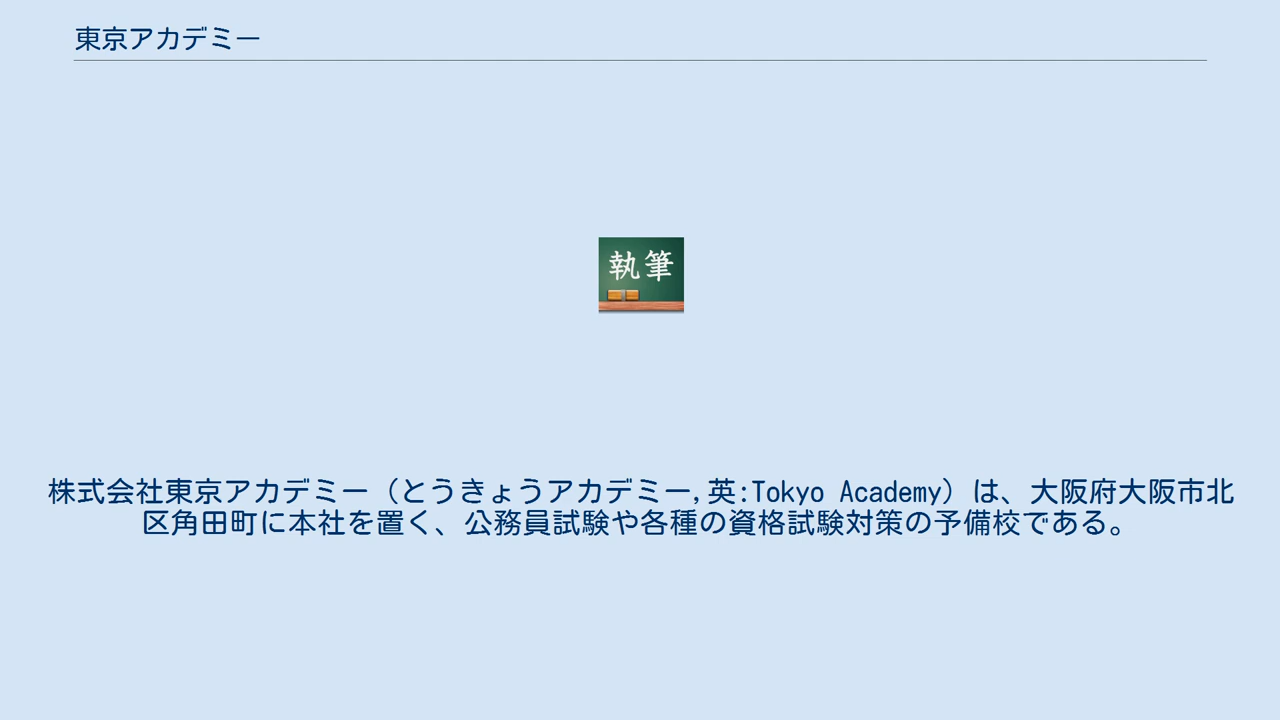 東京アカデミー
執筆
株式会社東京アカデミー（とうきょうアカデミー,英:Tokyo Academy）は、大阪府大阪市北
区角田町に本社を置く、公務員試験や各種の資格試験対策の予備校である。